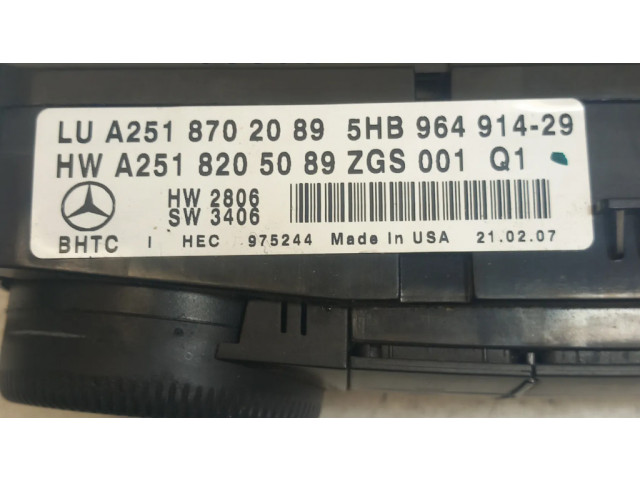 LU A251 870 20 89 5HB 964 914-29
HW A251 820 50 89 ZGS 001 Q1
HW 2806
SW 3406
BHTC I HEC 975244 Made In USA 21.02.07